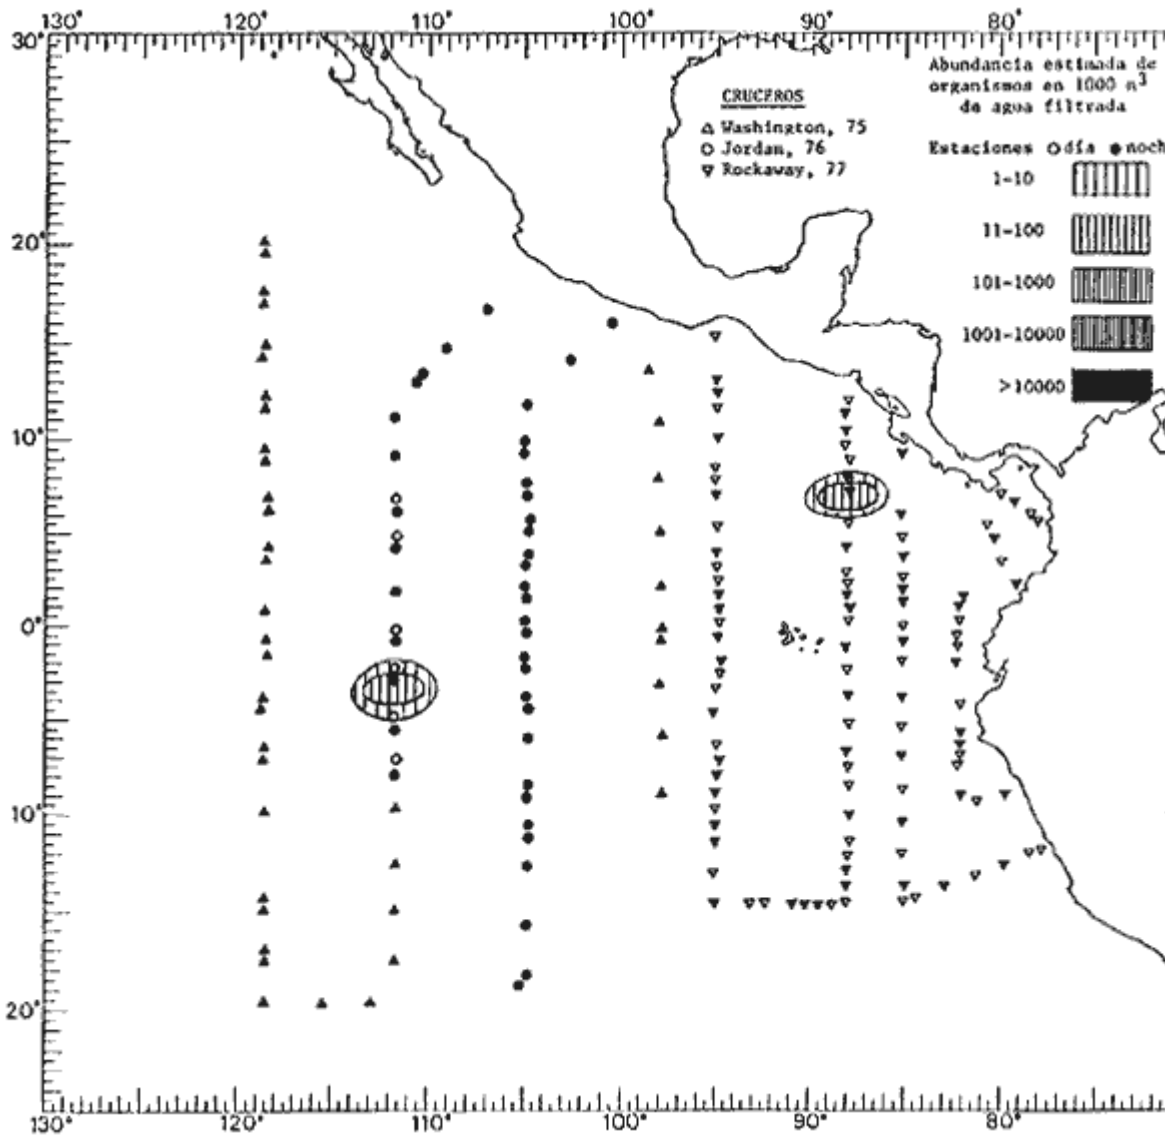 130° 120° 110° 100° 90° 80°
30°
20°
10°
0°
10°
20°
CRUCEROS
△ Washington, 75
○ Jordan, 76
▽ Rockaway, 77
Abundancia estimada de
organismos en 1000 m³
de agua filtrada
Estaciones ○ día ● noch
1-10
11-100
101-1000
1001-10000
>10000
130° 120° 110° 100° 90° 80°